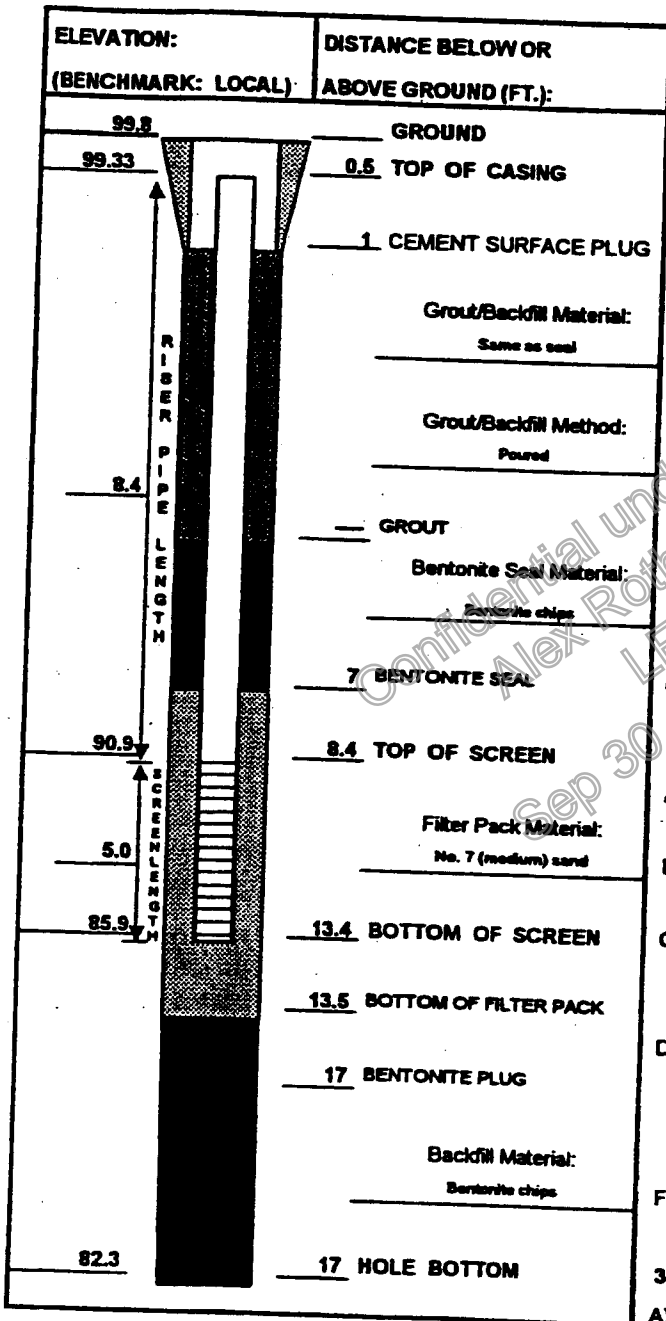 ELEVATION:
(BENCHMARK: LOCAL)
DISTANCE BELOW OR
ABOVE GROUND (FT.):
99.8
GROUND
99.33
0.5 TOP OF CASING
1 CEMENT SURFACE PLUG
Grout/Backfill Material:
Same as seal
RISER PIPE LENGTH
Grout/Backfill Method:
Poured
8.4
— GROUT
Bentonite Seal Material:
Bentonite chips
7 BENTONITE SEAL
90.9
8.4 TOP OF SCREEN
SCREEN LENGTH
Filter Pack Material:
No. 7 (medium) sand
5.0
85.9
13.4 BOTTOM OF SCREEN
13.5 BOTTOM OF FILTER PACK
17 BENTONITE PLUG
Backfill Material:
Bentonite chips
82.3
17 HOLE BOTTOM
Confidential
Alex
Sep 30